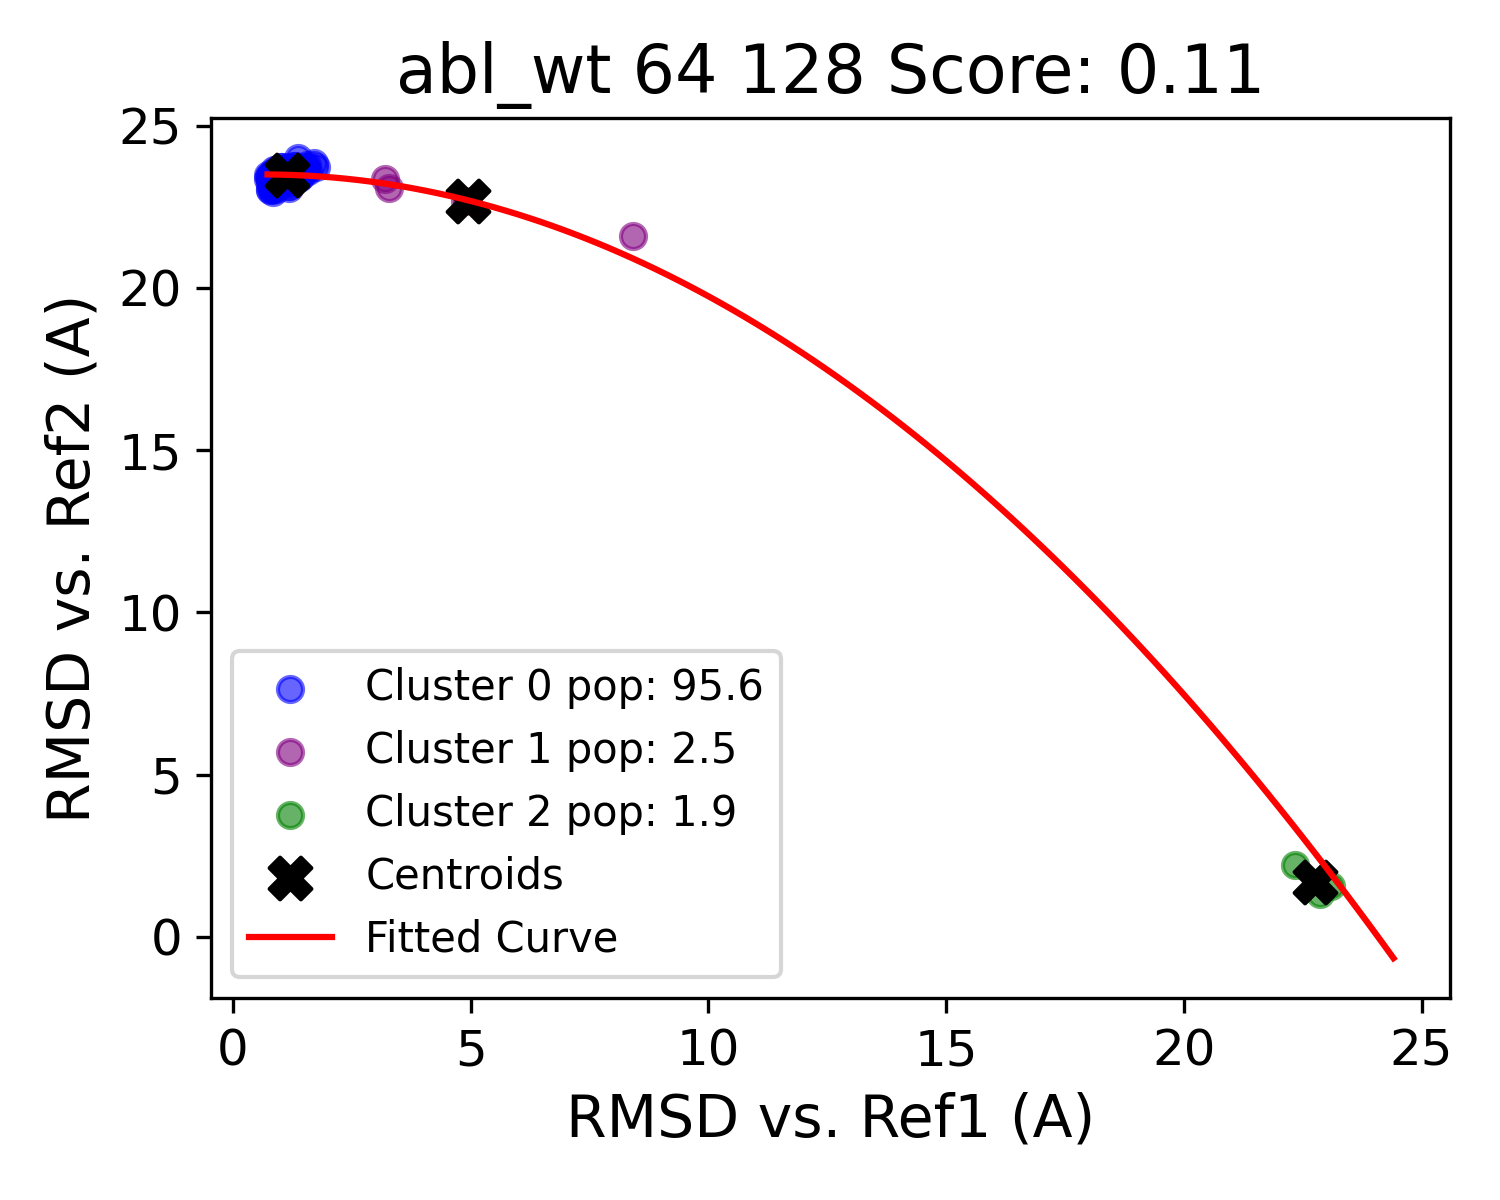 abl_wt 64 128 Score: 0.11
RMSD vs. Ref2 (A)
25
20
15
10
5
0
Cluster 0 pop: 95.6
Cluster 1 pop: 2.5
Cluster 2 pop: 1.9
Centroids
Fitted Curve
0 5 10 15 20 25
RMSD vs. Ref1 (A)